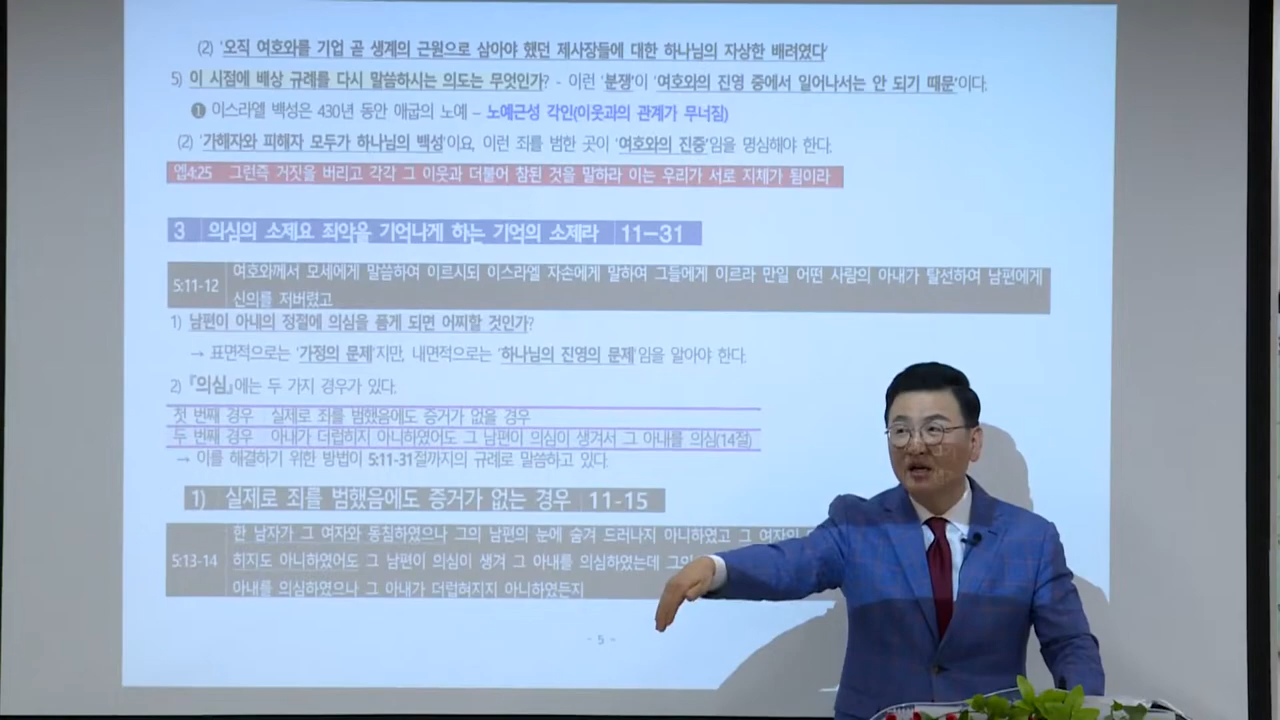 (2) '오직 여호와를 기업 곧 생계의 근원으로 삼아야 했던 제사장들에 대한 하나님의 자상한 배려였다'
5) 이 시점에 배상 규례를 다시 말씀하시는 의도는 무엇인가? - 이런 '분쟁'이 '여호와의 진영 중에서 일어나서는 안 되기 때문'이다.
❶ 이스라엘 백성은 430년 동안 애굽의 노예 – 노예근성 각인(이웃과의 관계가 무너짐)
(2) '가해자와 피해자 모두가 하나님의 백성'이요, 이런 죄를 범한 곳이 '여호와의 진중'임을 명심해야 한다.
엡4:25 그런즉 거짓을 버리고 각각 그 이웃과 더불어 참된 것을 말하라 이는 우리가 서로 지체가 됨이라
3 의심의 소제요 죄악을 기억나게 하는 기억의 소제라 11-31
5:11-12 여호와께서 모세에게 말씀하여 이르시되 이스라엘 자손에게 말하여 그들에게 이르라 만일 어떤 사람의 아내가 탈선하여 남편에게
신의를 저버렸고
1) 남편이 아내의 정절에 의심을 품게 되면 어찌할 것인가?
→ 표면적으로는 '가정의 문제'지만, 내면적으로는 '하나님의 진영의 문제'임을 알아야 한다.
2) 『의심』에는 두 가지 경우가 있다.
첫 번째 경우 실제로 죄를 범했음에도 증거가 없을 경우
두 번째 경우 아내가 더럽히지 아니하였어도 그 남편이 의심이 생겨서 그 아내를 의심(14절)
→ 이를 해결하기 위한 방법이 5:11-31절까지의 규례로 말씀하고 있다.
1) 실제로 죄를 범했음에도 증거가 없는 경우 11-15
한 남자가 그 여자와 동침하였으나 그의 남편의 눈에 숨겨 드러나지 아니하였고 그 여자의
5:13-14 히지도 아니하였어도 그 남편이 의심이 생겨 그 아내를 의심하였는데 그의
아내를 의심하였으나 그 아내가 더럽혀지지 아니하였든지
- 5 -